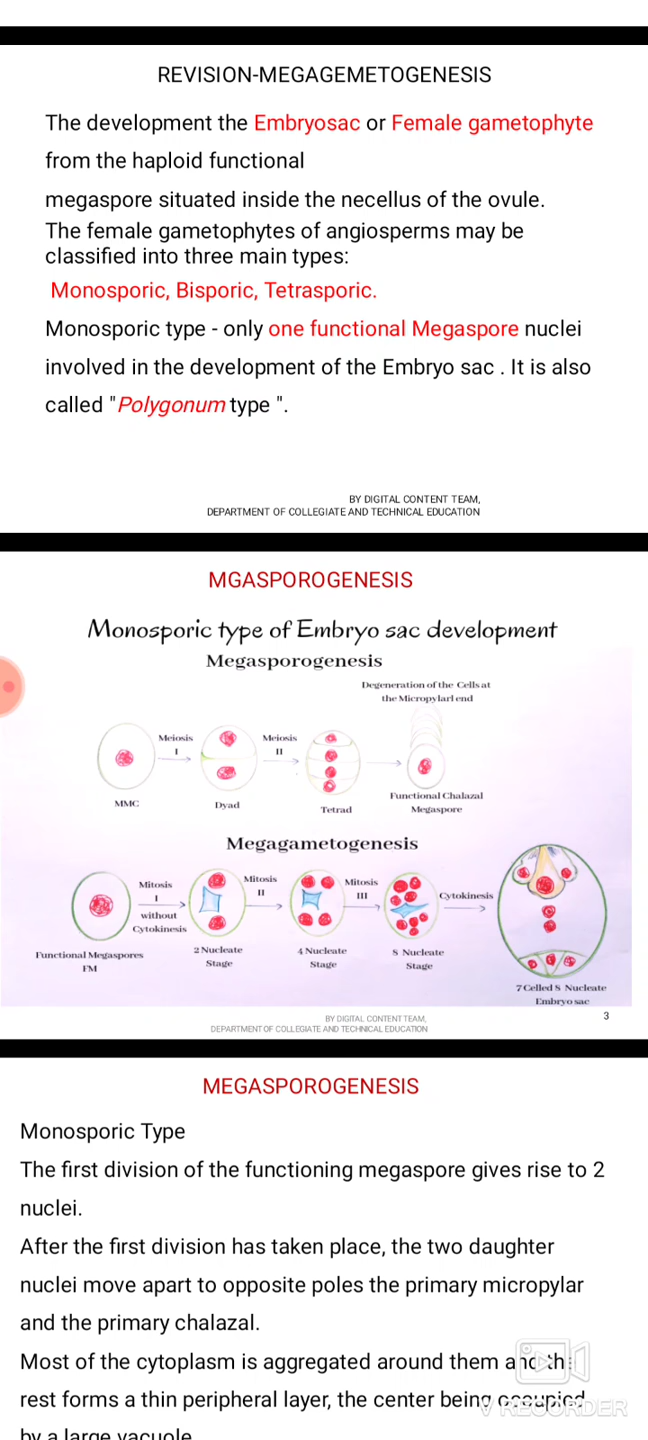 REVISION-MEGAGEMETOGENESIS
The development the Embryosac or Female gametophyte
from the haploid functional
megaspore situated inside the necellus of the ovule.
The female gametophytes of angiosperms may be
classified into three main types:
Monosporic, Bisporic, Tetrasporic.
Monosporic type - only one functional Megaspore nuclei
involved in the development of the Embryo sac . It is also
called "Polygonum type ".
BY DIGITAL CONTENT TEAM,
DEPARTMENT OF COLLEGIATE AND TECHNICAL EDUCATION
MGASPOROGENESIS
Monosporic type of Embryo sac development
Megasporogenesis
Degeneration of the Cells at
the Micropylarl end
Meiosis
I
Meiosis
II
MMC
Dyad
Tetrad
Functional Chalazal
Megaspore
Megagametogenesis
Mitosis
I
without
Cytokinesis
Mitosis
II
Mitosis
III
Cytokinesis
Functional Megaspores
FM
2 Nucleate
Stage
4 Nucleate
Stage
8 Nucleate
Stage
7 Celled 8 Nucleate
Embryo sac
BY DIGITAL CONTENT TEAM,
DEPARTMENT OF COLLEGIATE AND TECHNICAL EDUCATION
3
MEGASPOROGENESIS
Monosporic Type
The first division of the functioning megaspore gives rise to 2
nuclei.
After the first division has taken place, the two daughter
nuclei move apart to opposite poles the primary micropylar
and the primary chalazal.
Most of the cytoplasm is aggregated around them and the
rest forms a thin peripheral layer, the center being occupied
by a large vacuole
V RECORDER